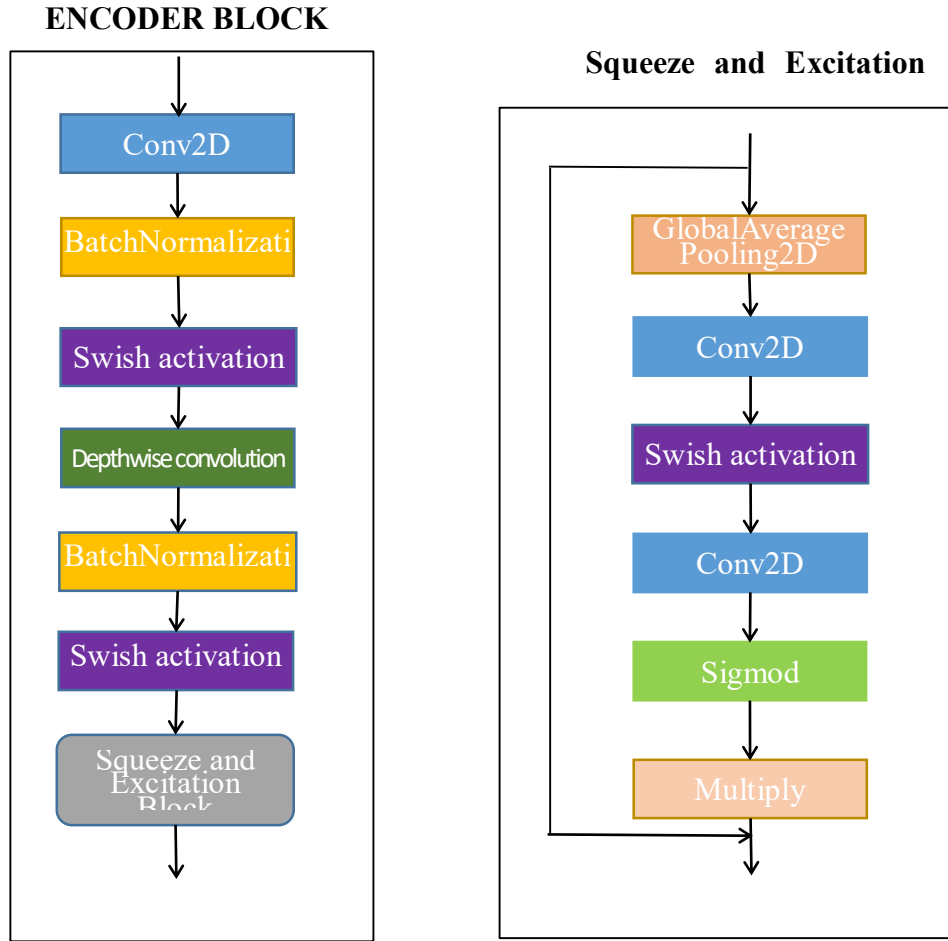 ENCODER BLOCK
Conv2D
BatchNormalizati
Swish activation
Depthwise convolution
BatchNormalizati
Swish activation
Squeeze and
Excitation
Block
Squeeze and Excitation
GlobalAverage
Pooling2D
Conv2D
Swish activation
Conv2D
Sigmod
Multiply